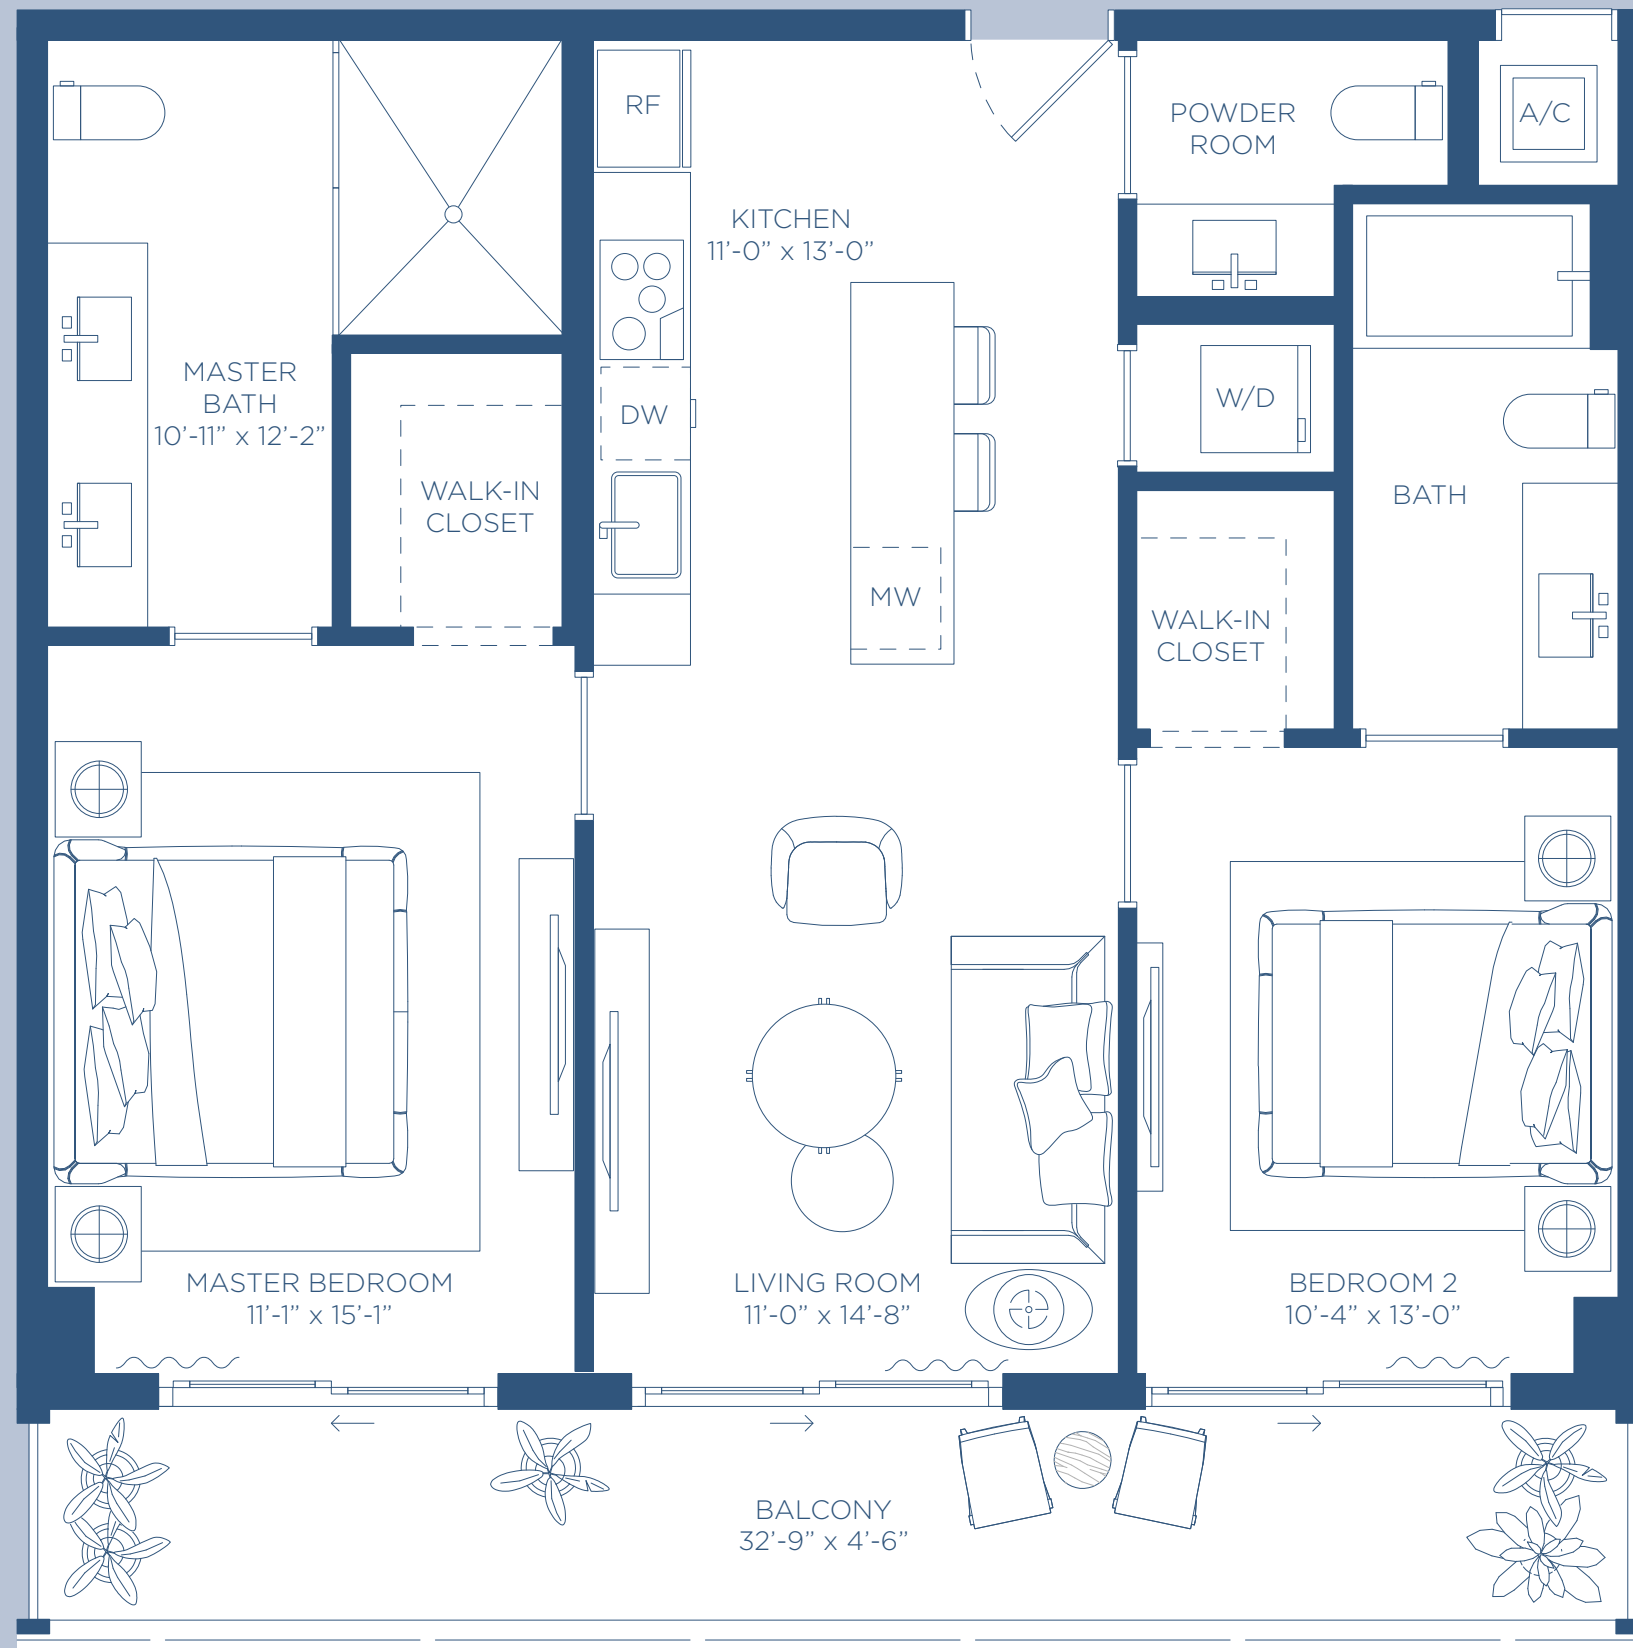 RF
POWDER
ROOM
A/C
KITCHEN
11’-0” x 13’-0”
MASTER
BATH
10’-11” x 12’-2”
DW
W/D
WALK-IN
CLOSET
BATH
MW
WALK-IN
CLOSET
MASTER BEDROOM
11’-1” x 15’-1”
LIVING ROOM
11’-0” x 14’-8”
BEDROOM 2
10’-4” x 13’-0”
BALCONY
32’-9” x 4’-6”